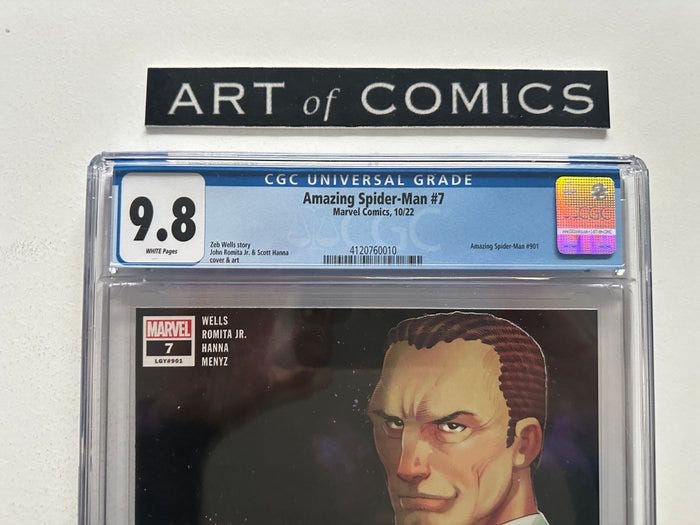 ART of COMICS
CGC UNIVERSAL GRADE
9.8
WHITE Pages
Amazing Spider-Man #7
Marvel Comics, 10/22
Zeb Wells story
John Romita Jr. & Scott Hanna
cover & art
4120760010
Amazing Spider-Man #901
CGC
CGC
MARVEL
7
LGY#901
WELLS
ROMITA JR.
HANNA
MENYZ